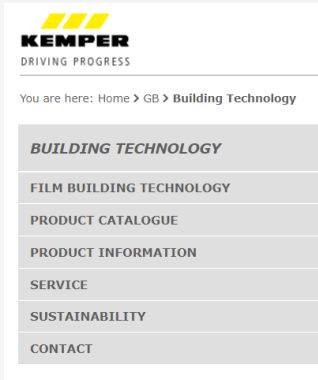 KEMPER
DRIVING PROGRESS
You are here: Home > GB > Building Technology
BUILDING TECHNOLOGY
FILM BUILDING TECHNOLOGY
PRODUCT CATALOGUE
PRODUCT INFORMATION
SERVICE
SUSTAINABILITY
CONTACT